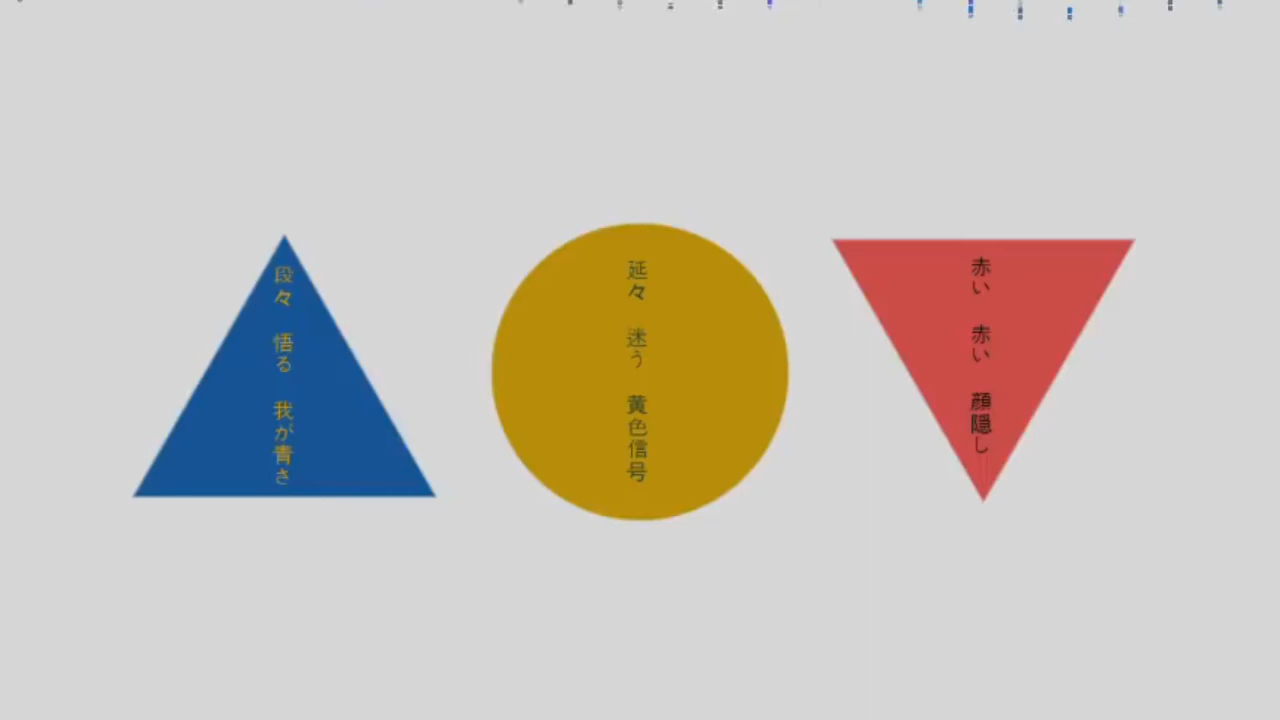 段々 悟る 我が青さ
延々 迷う 黄色信号
赤い 赤い 顔隠し